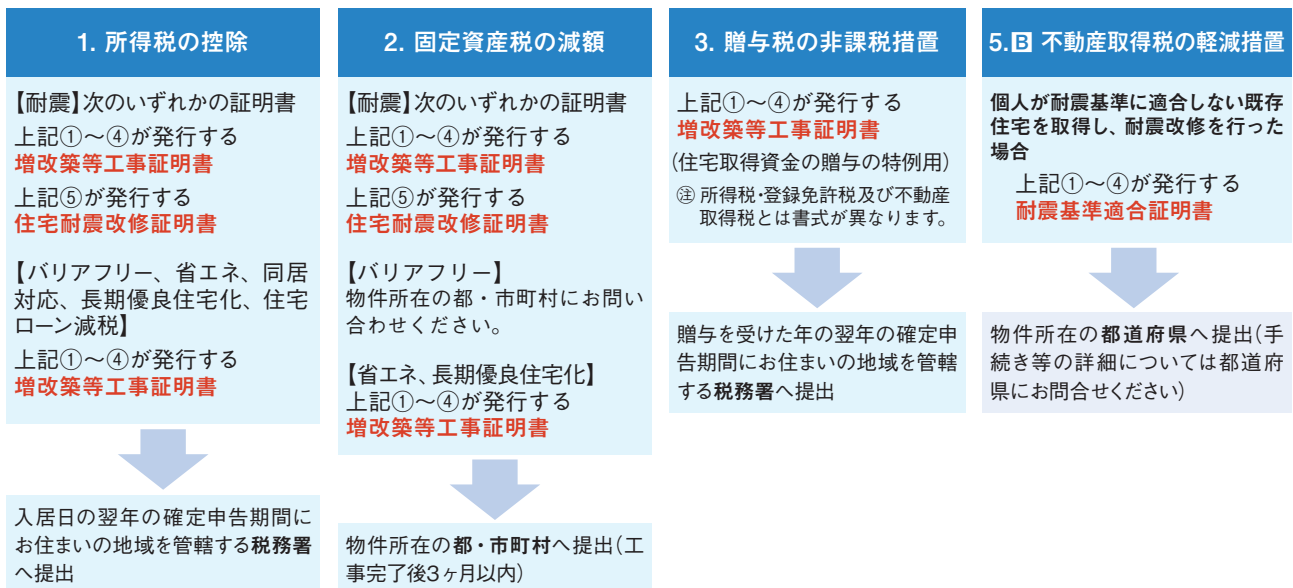 1. 所得税の控除
【耐震】次のいずれかの証明書
上記①〜④が発行する
増改築等工事証明書
上記⑤が発行する
住宅耐震改修証明書
【バリアフリー、省エネ、同居
対応、長期優良住宅化、住宅
ローン減税】
上記①〜④が発行する
増改築等工事証明書
入居日の翌年の確定申告期間に
お住まいの地域を管轄する税務署
へ提出
2. 固定資産税の減額
【耐震】次のいずれかの証明書
上記①〜④が発行する
増改築等工事証明書
上記⑤が発行する
住宅耐震改修証明書
【バリアフリー】
物件所在の都・市町村にお問い
合わせください。
【省エネ、長期優良住宅化】
上記①〜④が発行する
増改築等工事証明書
物件所在の都・市町村へ提出(工
事完了後3ヶ月以内)
3. 贈与税の非課税措置
上記①〜④が発行する
増改築等工事証明書
(住宅取得資金の贈与の特例用)
㊟ 所得税・登録免許税及び不動産
取得税とは書式が異なります。
贈与を受けた年の翌年の確定申
告期間にお住まいの地域を管轄
する税務署へ提出
5.B 不動産取得税の軽減措置
個人が耐震基準に適合しない既存
住宅を取得し、耐震改修を行った
場合
上記①〜④が発行する
耐震基準適合証明書
物件所在の都道府県へ提出(手
続き等の詳細については都道府
県にお問合せください)